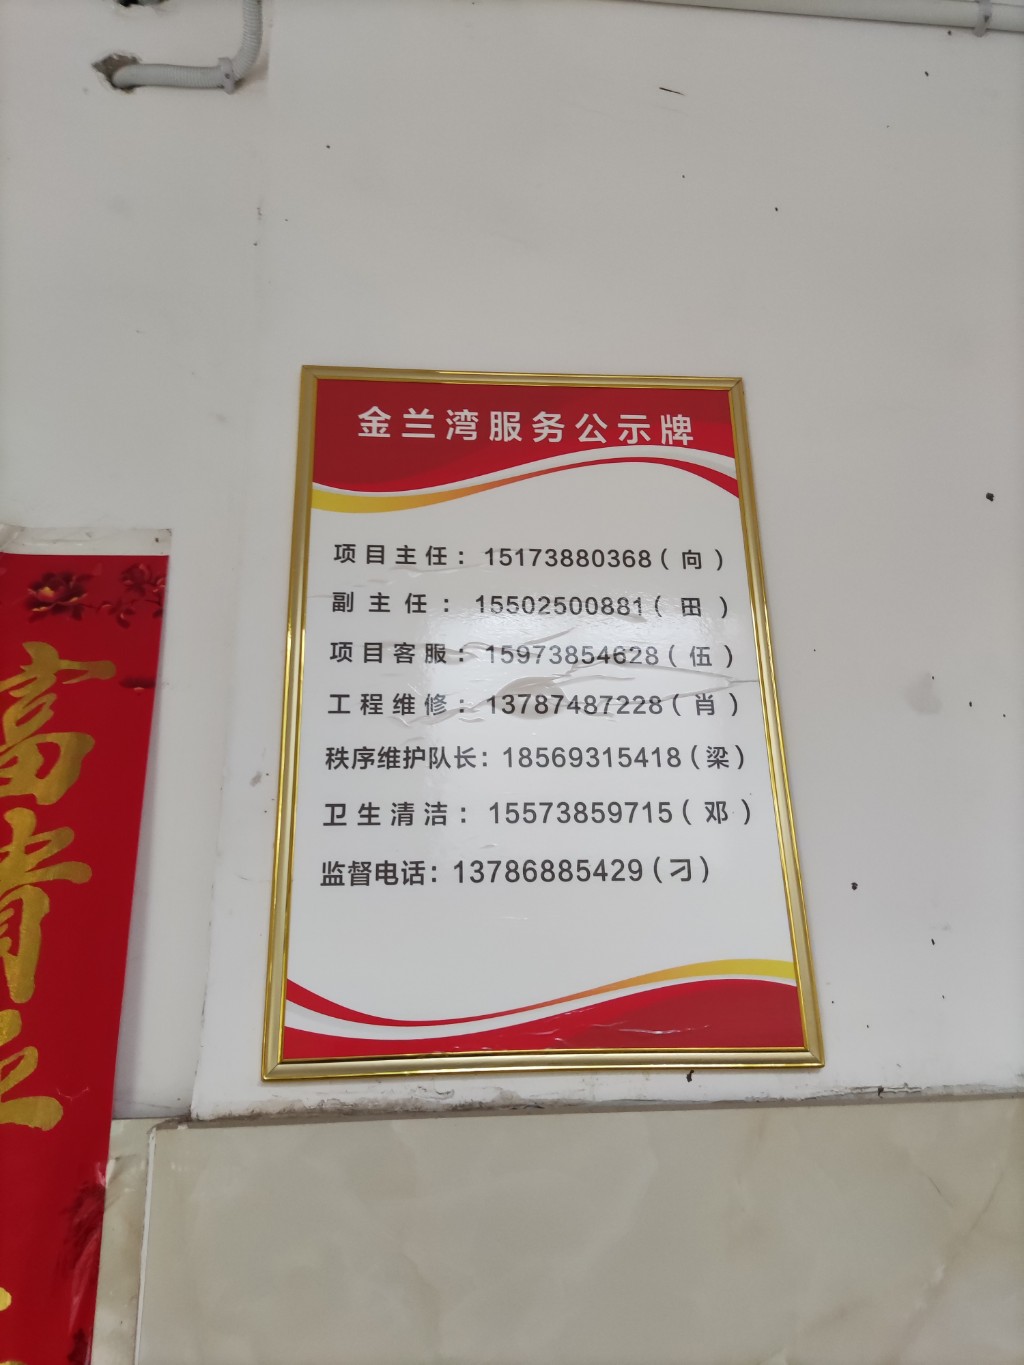 金兰湾服务公示牌
项目主任：15173880368（向）
副主任：15502500881（田）
项目客服：15973854628（伍）
工程维修：13787487228（肖）
秩序维护队长：18569315418（梁）
卫生清洁：15573859715（邓）
监督电话：13786885429（刁）
富
贵